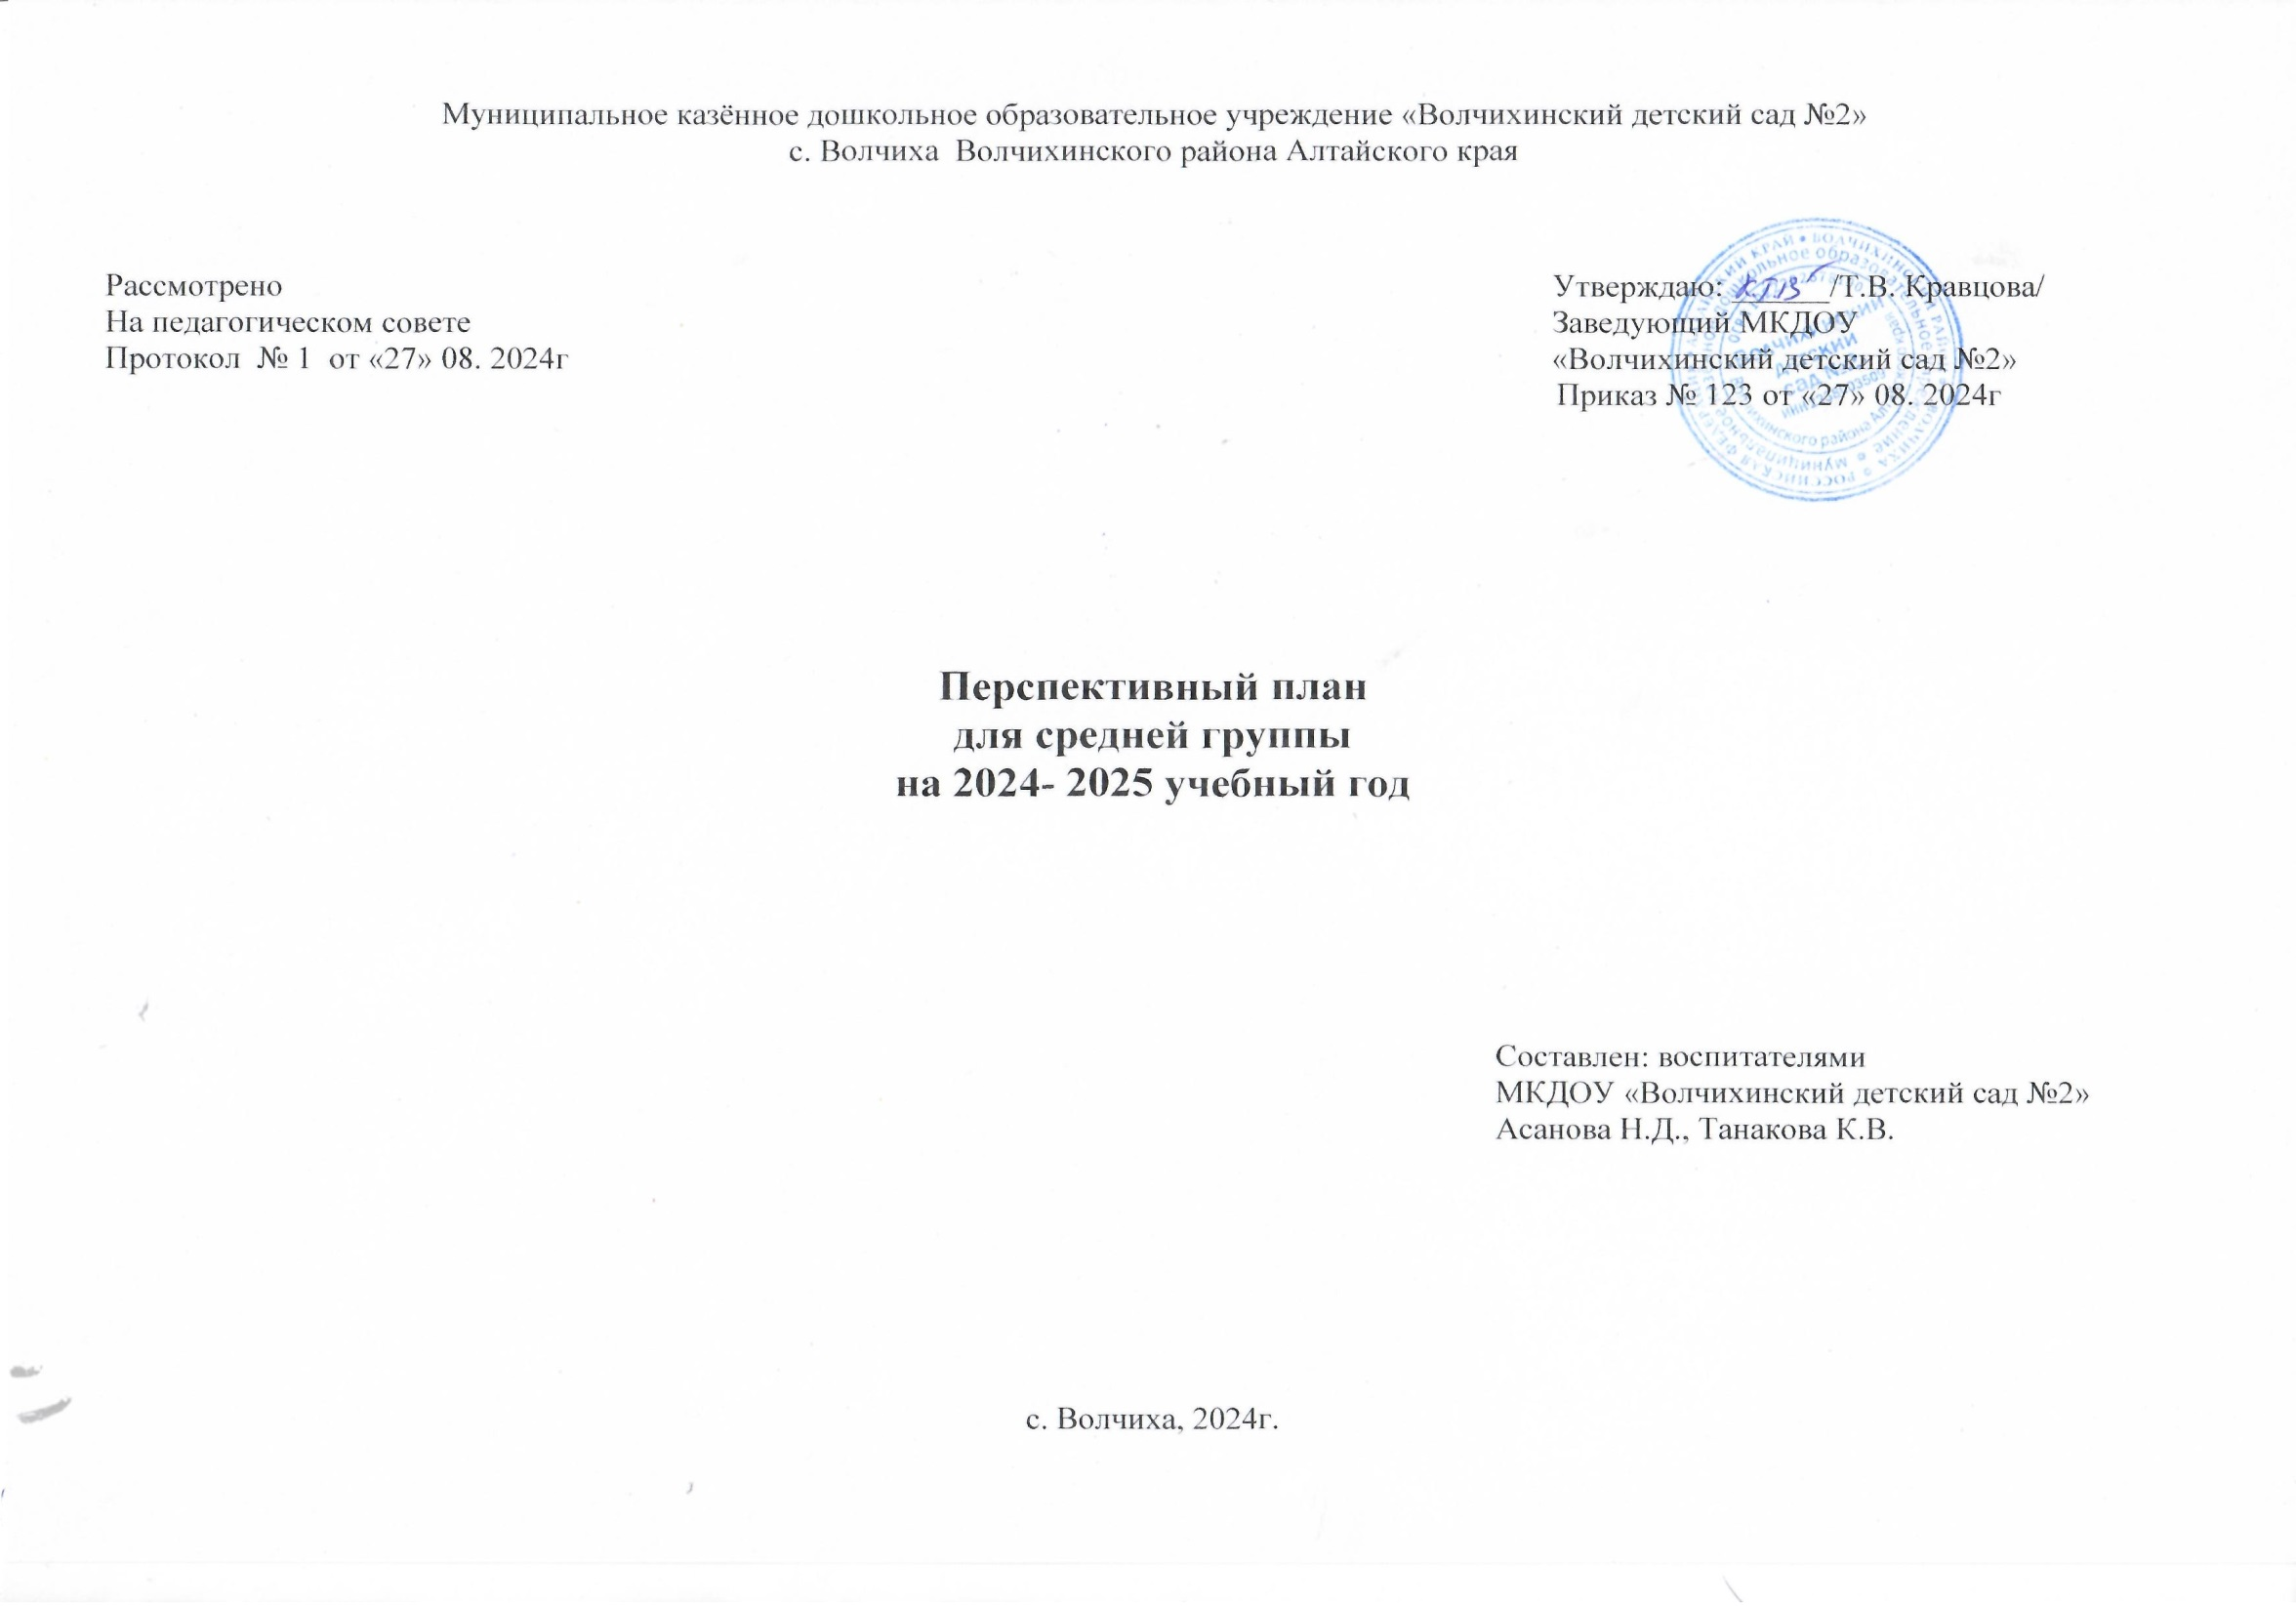 Муниципальное казённое дошкольное образовательное учреждение «Волчихинский детский сад №2»
с. Волчиха Волчихинского района Алтайского края
Рассмотрено
На педагогическом совете
Протокол № 1 от «27» 08. 2024г
Утверждаю: ______/Т.В. Кравцова/
Заведующий МКДОУ
«Волчихинский детский сад №2»
Приказ № 123 от «27» 08. 2024г
Перспективный план
для средней группы
на 2024- 2025 учебный год
Составлен: воспитателями
МКДОУ «Волчихинский детский сад №2»
Асанова Н.Д., Танакова К.В.
с. Волчиха, 2024г.